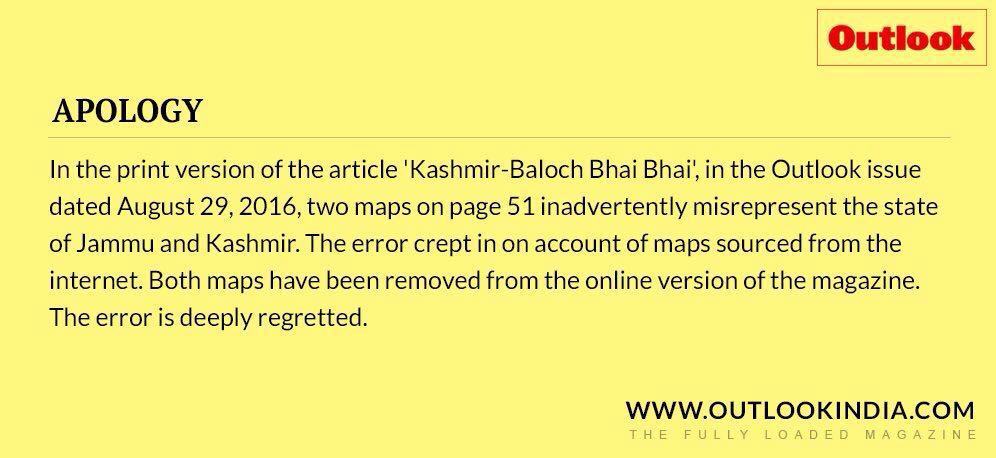 Outlook
APOLOGY
In the print version of the article 'Kashmir-Baloch Bhai Bhai', in the Outlook issue
dated August 29, 2016, two maps on page 51 inadvertently misrepresent the state
of Jammu and Kashmir. The error crept in on account of maps sourced from the
internet. Both maps have been removed from the online version of the magazine.
The error is deeply regretted.
WWW.OUTLOOKINDIA.COM
THE FULLY LOADED MAGAZINE